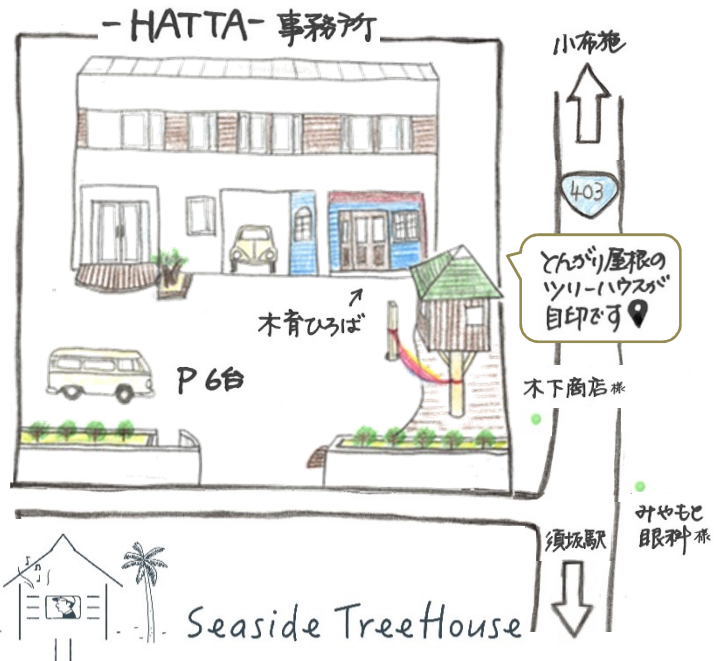 -HATTA-事務所
小布施
403
とんがり屋根の
ツリーハウスが
目印です
木育ひろば
P 6台
木下商店様
みやもと
眼科様
須坂駅
Seaside TreeHouse